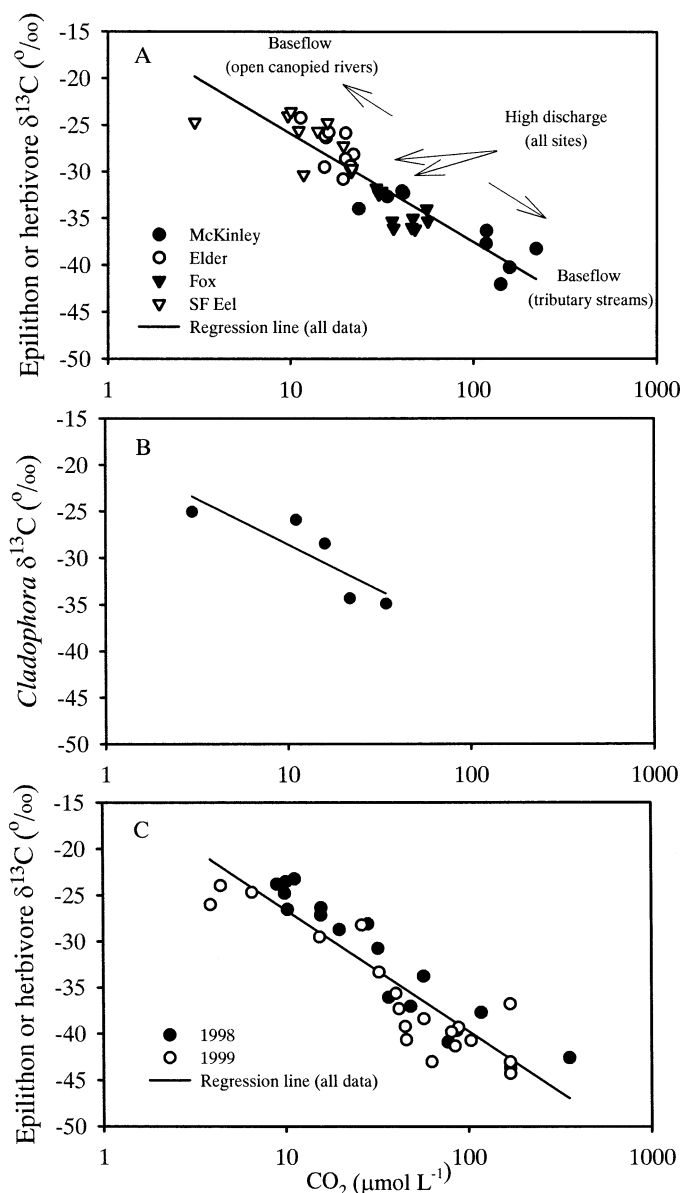 A
Baseflow
(open canopied rivers)
High discharge
(all sites)
Baseflow
(tributary streams)
McKinley
Elder
Fox
SF Eel
Regression line (all data)
Epilithon or herbivore δ¹³C (º/₀₀)
-15
-20
-25
-30
-35
-40
-45
-50
1 10 100 1000
B
Cladophora δ¹³C (º/₀₀)
-15
-20
-25
-30
-35
-40
-45
-50
1 10 100 1000
C
1998
1999
Regression line (all data)
Epilithon or herbivore δ¹³C (º/₀₀)
-15
-20
-25
-30
-35
-40
-45
-50
1 10 100 1000
CO₂ (μmol L⁻¹)